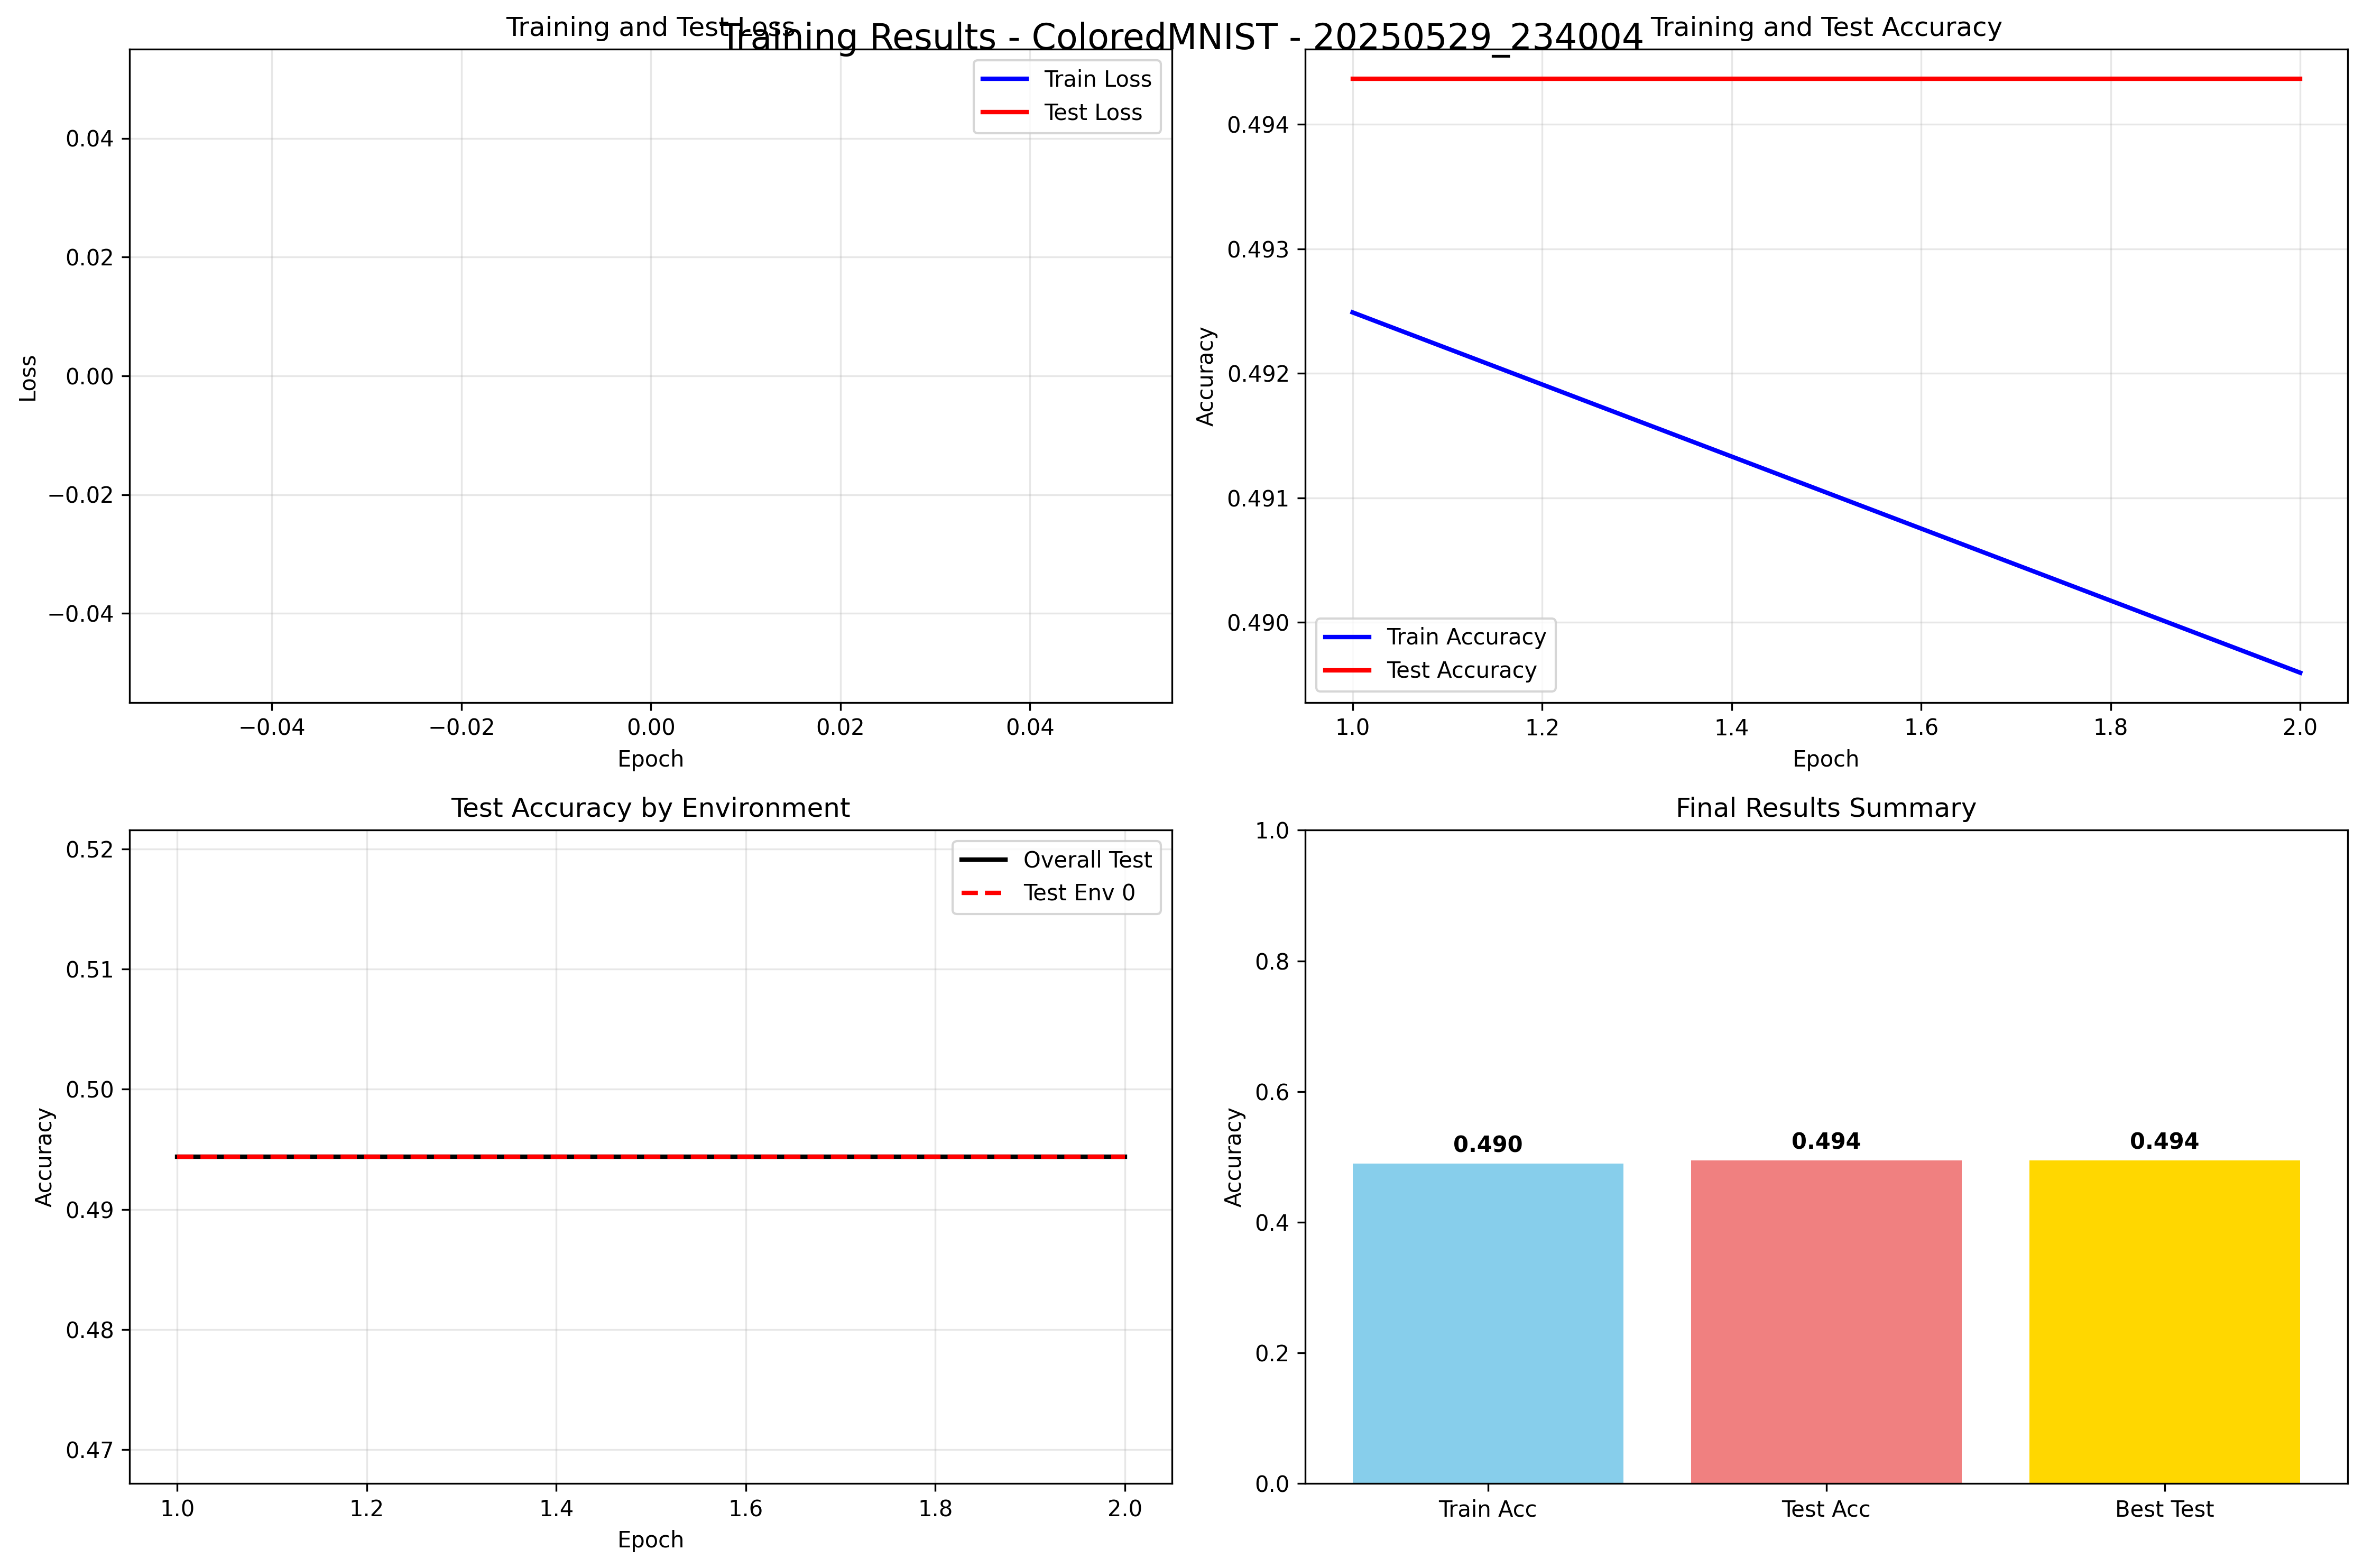 Training Results - ColoredMNIST - 20250529_234004
Training and Test Loss
Train Loss
Test Loss
0.04
0.02
0.00
−0.02
−0.04
Loss
−0.04 −0.02 0.00 0.02 0.04
Epoch
Training and Test Accuracy
0.494
0.493
0.492
0.491
0.490
Accuracy
Train Accuracy
Test Accuracy
1.0 1.2 1.4 1.6 1.8 2.0
Epoch
Test Accuracy by Environment
Overall Test
Test Env 0
0.52
0.51
0.50
0.49
0.48
0.47
Accuracy
1.0 1.2 1.4 1.6 1.8 2.0
Epoch
Final Results Summary
1.0
0.8
0.6
0.4
0.2
0.0
Accuracy
0.490 0.494 0.494
Train Acc Test Acc Best Test